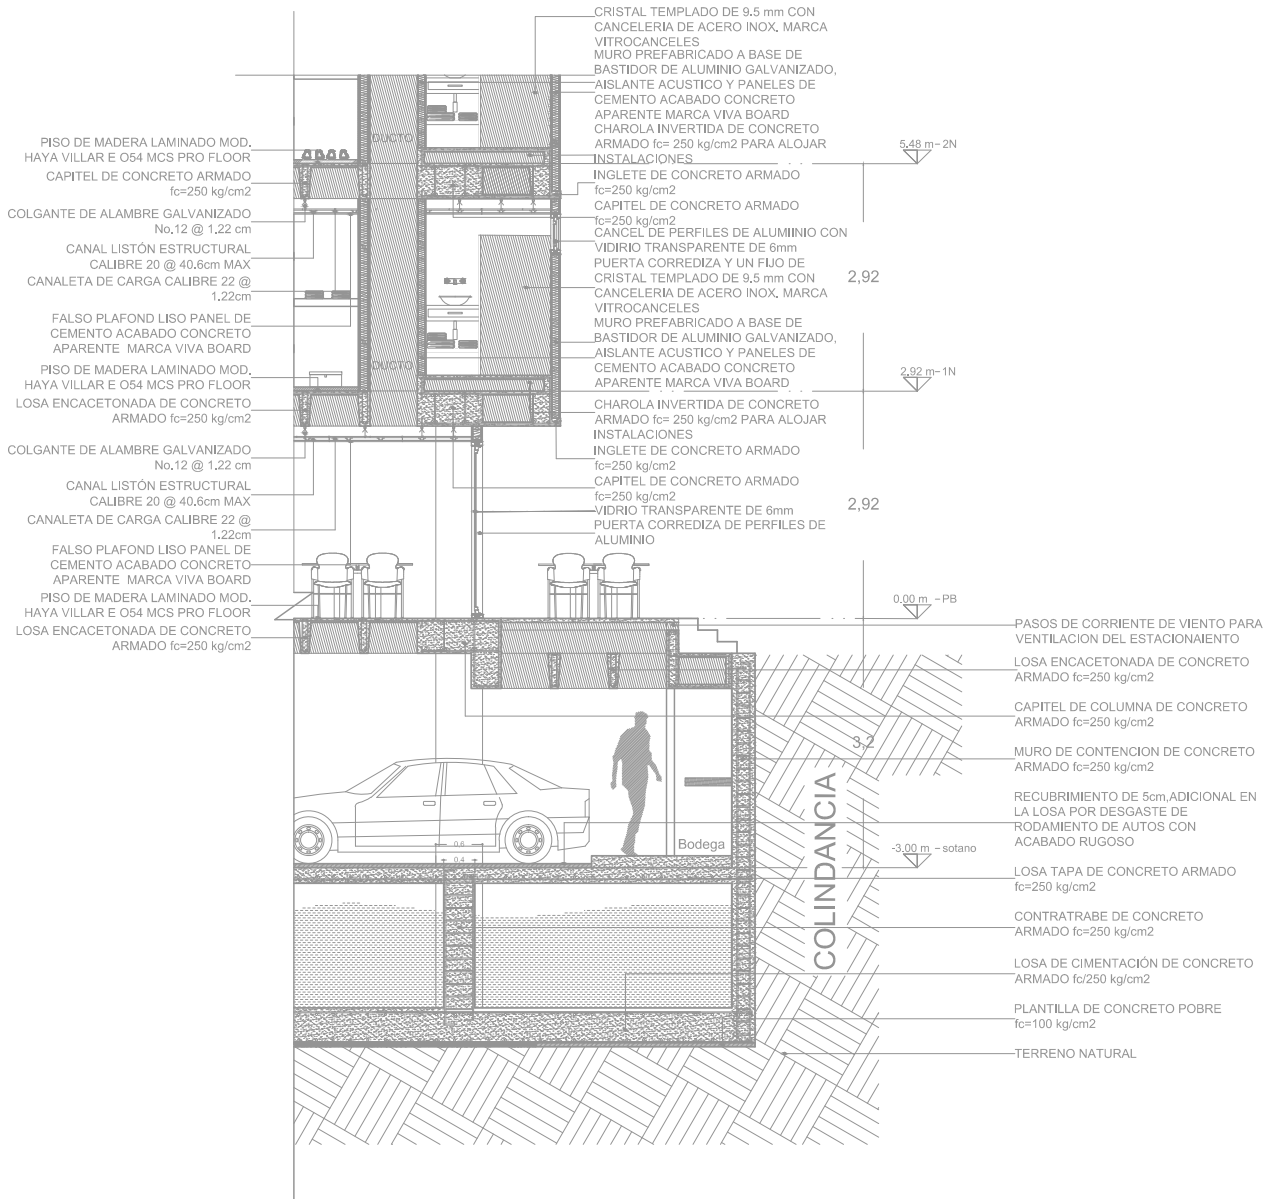 CRISTAL TEMPLADO DE 9.5 mm CON
CANCELERIA DE ACERO INOX. MARCA
VITROCANCELES
MURO PREFABRICADO A BASE DE
BASTIDOR DE ALUMINIO GALVANIZADO,
AISLANTE ACUSTICO Y PANELES DE
CEMENTO ACABADO CONCRETO
APARENTE MARCA VIVA BOARD
CHAROLA INVERTIDA DE CONCRETO
ARMADO fc= 250 kg/cm2 PARA ALOJAR
INSTALACIONES
INGLETE DE CONCRETO ARMADO
fc=250 kg/cm2
CAPITEL DE CONCRETO ARMADO
fc=250 kg/cm2
CANCEL DE PERFILES DE ALUMIINIO CON
VIDIRIO TRANSPARENTE DE 6mm
PUERTA CORREDIZA Y UN FIJO DE
CRISTAL TEMPLADO DE 9.5 mm CON
CANCELERIA DE ACERO INOX. MARCA
VITROCANCELES
MURO PREFABRICADO A BASE DE
BASTIDOR DE ALUMINIO GALVANIZADO,
AISLANTE ACUSTICO Y PANELES DE
CEMENTO ACABADO CONCRETO
APARENTE MARCA VIVA BOARD
CHAROLA INVERTIDA DE CONCRETO
ARMADO fc= 250 kg/cm2 PARA ALOJAR
INSTALACIONES
INGLETE DE CONCRETO ARMADO
fc=250 kg/cm2
CAPITEL DE CONCRETO ARMADO
fc=250 kg/cm2
VIDRIO TRANSPARENTE DE 6mm
PUERTA CORREDIZA DE PERFILES DE
ALUMINIO
PISO DE MADERA LAMINADO MOD.
HAYA VILLAR E O54 MCS PRO FLOOR
CAPITEL DE CONCRETO ARMADO
fc=250 kg/cm2
COLGANTE DE ALAMBRE GALVANIZADO
No.12 @ 1.22 cm
CANAL LISTÓN ESTRUCTURAL
CALIBRE 20 @ 40.6cm MAX
CANALETA DE CARGA CALIBRE 22 @
1.22cm
FALSO PLAFOND LISO PANEL DE
CEMENTO ACABADO CONCRETO
APARENTE MARCA VIVA BOARD
PISO DE MADERA LAMINADO MOD.
HAYA VILLAR E O54 MCS PRO FLOOR
LOSA ENCACETONADA DE CONCRETO
ARMADO fc=250 kg/cm2
COLGANTE DE ALAMBRE GALVANIZADO
No.12 @ 1.22 cm
CANAL LISTÓN ESTRUCTURAL
CALIBRE 20 @ 40.6cm MAX
CANALETA DE CARGA CALIBRE 22 @
1.22cm
FALSO PLAFOND LISO PANEL DE
CEMENTO ACABADO CONCRETO
APARENTE MARCA VIVA BOARD
PISO DE MADERA LAMINADO MOD.
HAYA VILLAR E O54 MCS PRO FLOOR
LOSA ENCACETONADA DE CONCRETO
ARMADO fc=250 kg/cm2
DUCTO
DUCTO
5.48 m - 2N
2,92
2.92 m - 1N
2,92
0.00 m - PB
3,2
-3.00 m - sotano
PASOS DE CORRIENTE DE VIENTO PARA
VENTILACION DEL ESTACIONAIENTO
LOSA ENCACETONADA DE CONCRETO
ARMADO fc=250 kg/cm2
CAPITEL DE COLUMNA DE CONCRETO
ARMADO fc=250 kg/cm2
MURO DE CONTENCION DE CONCRETO
ARMADO fc=250 kg/cm2
RECUBRIMIENTO DE 5cm,ADICIONAL EN
LA LOSA POR DESGASTE DE
RODAMIENTO DE AUTOS CON
ACABADO RUGOSO
LOSA TAPA DE CONCRETO ARMADO
fc=250 kg/cm2
CONTRATRABE DE CONCRETO
ARMADO fc=250 kg/cm2
LOSA DE CIMENTACIÓN DE CONCRETO
ARMADO fc/250 kg/cm2
PLANTILLA DE CONCRETO POBRE
fc=100 kg/cm2
TERRENO NATURAL
Bodega
0.6
0.4
COLINDANCIA